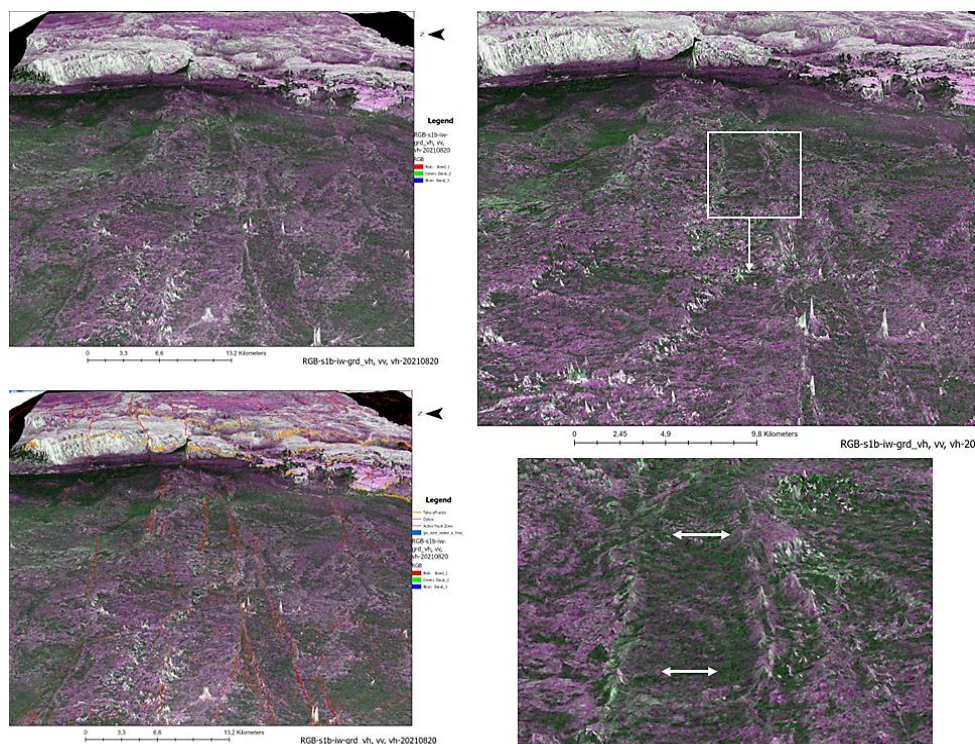 z
Legend
RGB-s1b-iw-
grd_vh, vv,
vh-20210820
RGB
Red: Band_1
Green: Band_2
Blue: Band_3
0 3,3 6,6 13,2 Kilometers
RGB-s1b-iw-grd_vh, vv, vh-20210820
z
Legend
Take off-area
Active Fault Zone
RGB-s1b-iw-
grd_vh, vv,
vh-20210820
RGB
Red: Band_1
Green: Band_2
Blue: Band_3
0 3,3 6,6 13,2 Kilometers
RGB-s1b-iw-grd_vh, vv, vh-20210820
0 2,45 4,9 9,8 Kilometers
RGB-s1b-iw-grd_vh, vv, vh-20